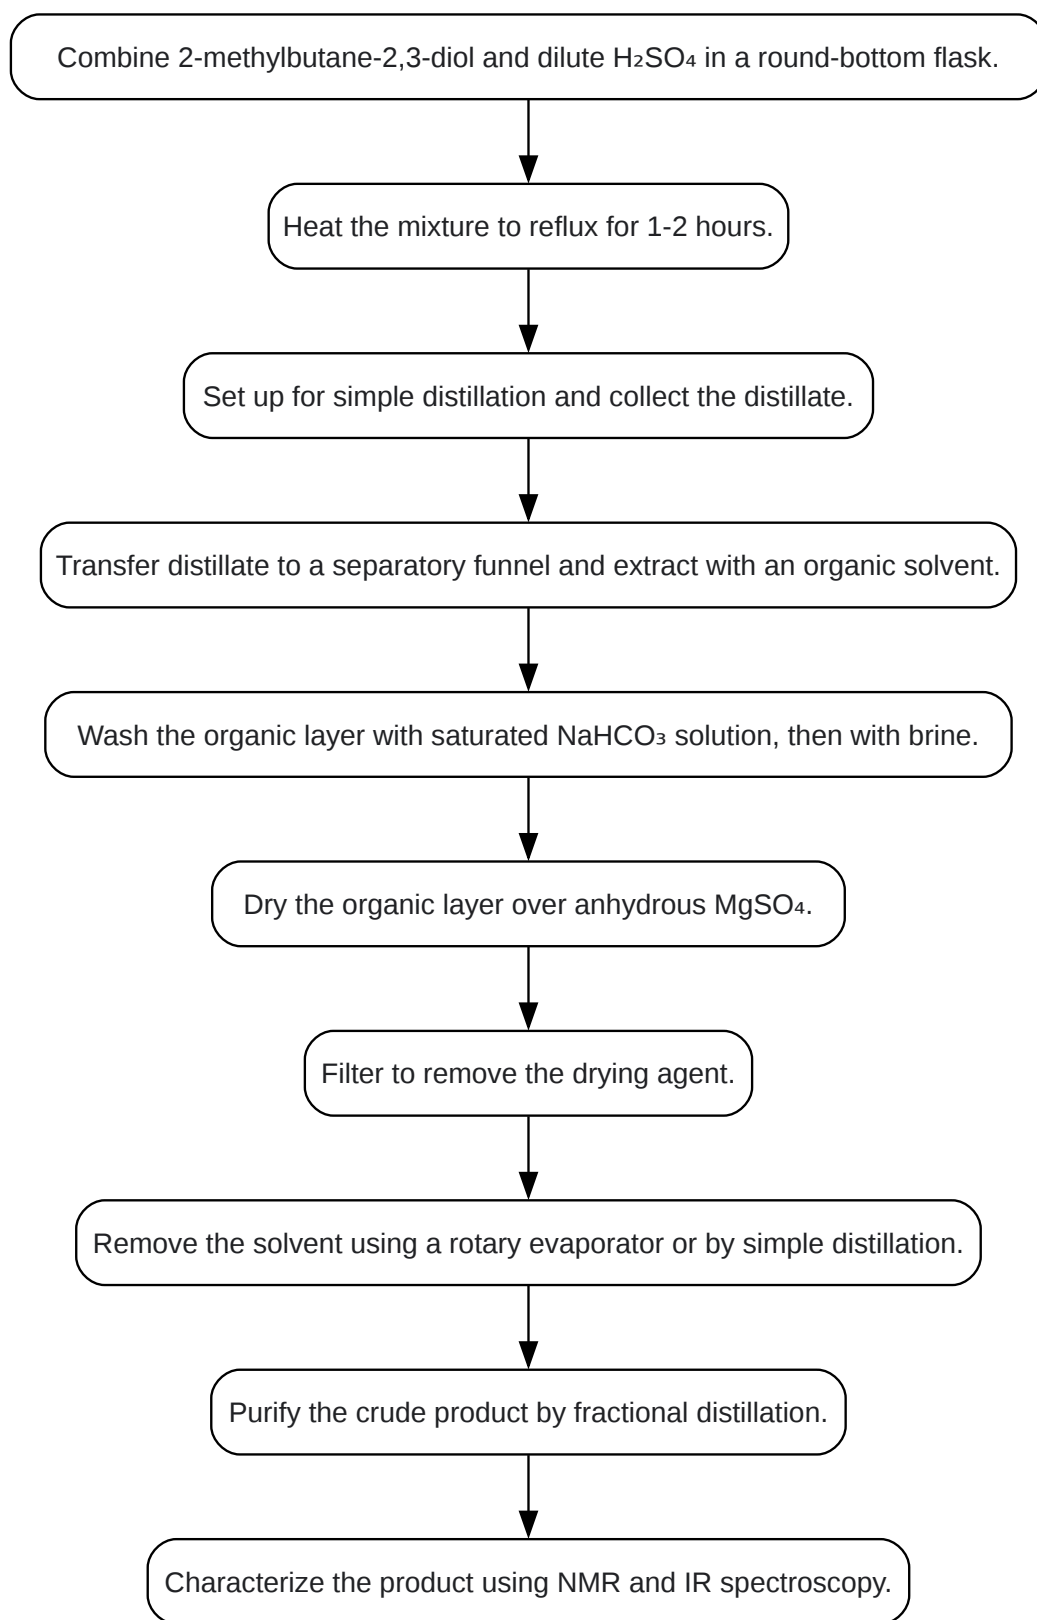 Combine 2-methylbutane-2,3-diol and dilute H₂SO₄ in a round-bottom flask.
Heat the mixture to reflux for 1-2 hours.
Set up for simple distillation and collect the distillate.
Transfer distillate to a separatory funnel and extract with an organic solvent.
Wash the organic layer with saturated NaHCO₃ solution, then with brine.
Dry the organic layer over anhydrous MgSO₄.
Filter to remove the drying agent.
Remove the solvent using a rotary evaporator or by simple distillation.
Purify the crude product by fractional distillation.
Characterize the product using NMR and IR spectroscopy.